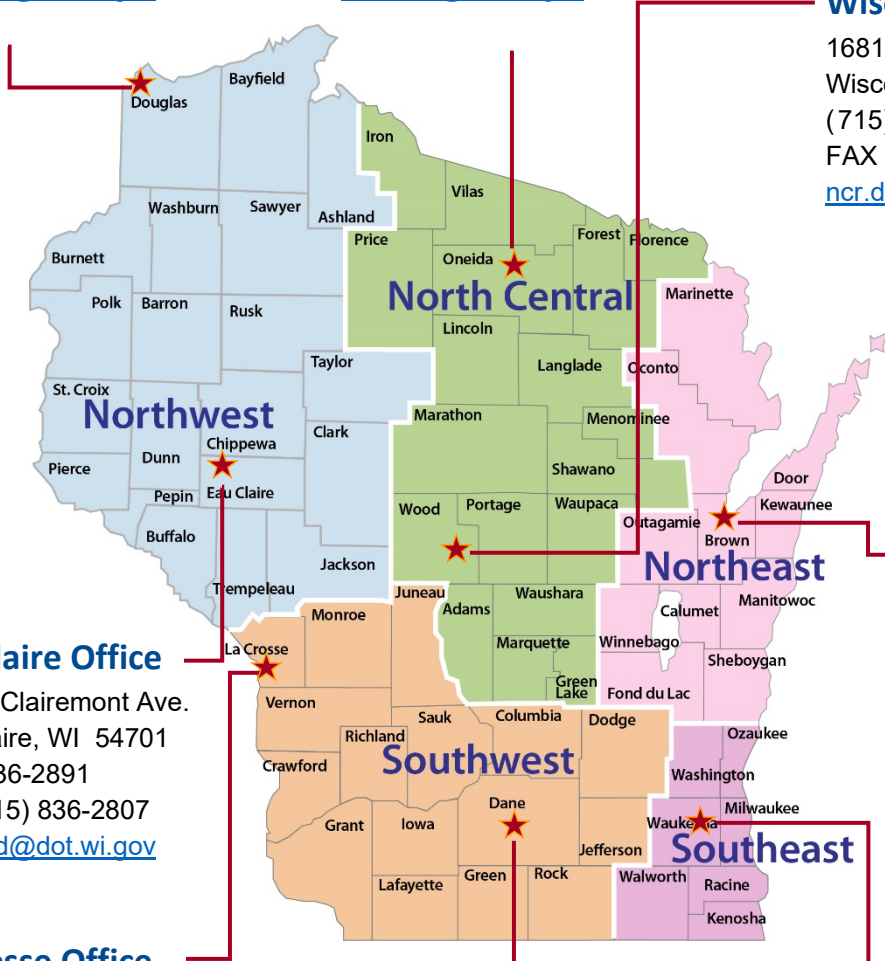 Wisc
1681
Wisco
(715)
FAX
ncr.d
Bayfield
Douglas
Iron
Vilas
Washburn
Sawyer
Ashland
Price
Forest
Florence
Oneida
Burnett
Marinette
North Central
Polk
Barron
Rusk
Lincoln
Taylor
Langlade
Oconto
St. Croix
Northwest
Marathon
Menominee
Clark
Chippewa
Dunn
Pierce
Shawano
Door
Pepin
Eau Claire
Wood
Portage
Waupaca
Kewaunee
Outagamie
Buffalo
Brown
Northeast
Jackson
Trempeleau
Juneau
Waushara
Adams
Manitowoc
Calumet
Monroe
Marquette
Winnebago
La Crosse
Sheboygan
Green
Lake
Fond du Lac
laire Office
Clairemont Ave.
aire, WI 54701
36-2891
15) 836-2807
d@dot.wi.gov
Vernon
Sauk
Columbia
Dodge
Richland
Ozaukee
Southwest
Crawford
Washington
Dane
Milwaukee
Grant
Iowa
Waukesha
Jefferson
Southeast
Lafayette
Green
Rock
Walworth
Racine
Kenosha
osse Office